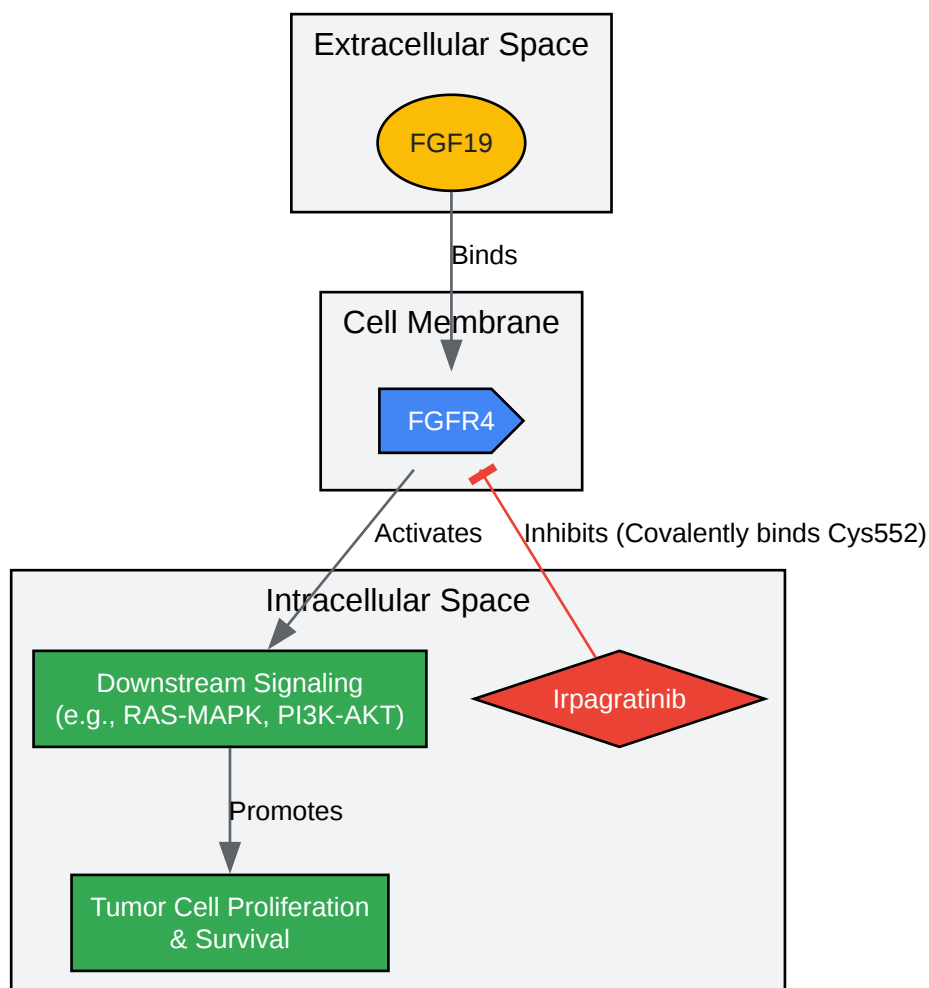 Extracellular Space
FGF19
Binds
Cell Membrane
FGFR4
Activates
Inhibits (Covalently binds Cys552)
Intracellular Space
Downstream Signaling
(e.g., RAS-MAPK, PI3K-AKT)
Irpagratinib
Promotes
Tumor Cell Proliferation
& Survival